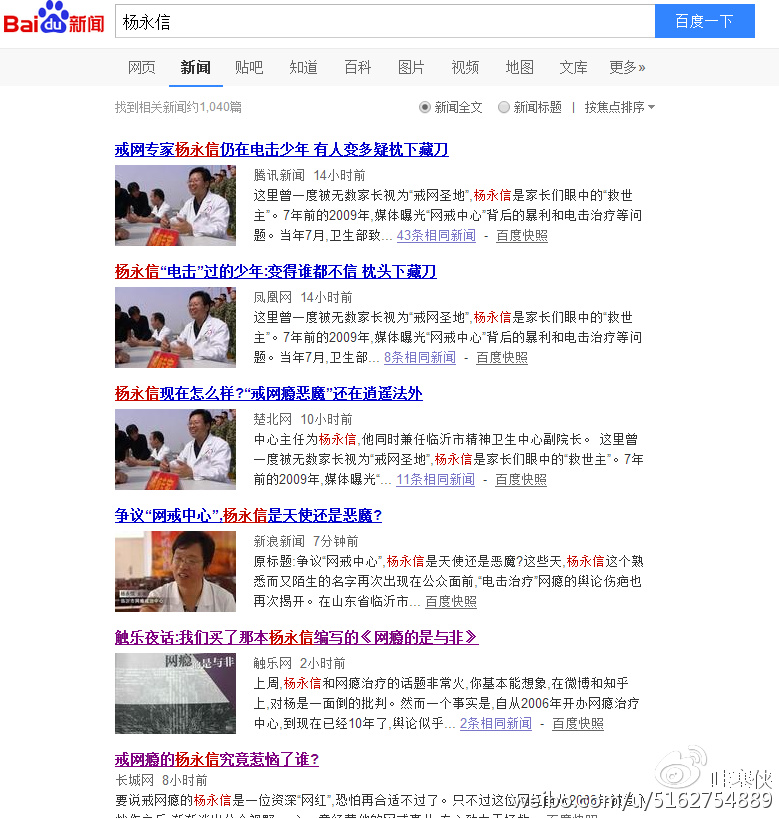 Bai du 新闻
杨永信
百度一下
网页 新闻 贴吧 知道 百科 图片 视频 地图 文库 更多»
找到相关新闻约1,040篇 新闻全文 新闻标题 | 按焦点排序
戒网专家杨永信仍在电击少年 有人变多疑枕下藏刀
腾讯新闻 14小时前
这里曾一度被无数家长视为“戒网圣地”,杨永信是家长们眼中的“救世
主”。7年前的2009年,媒体曝光“网戒中心”背后的暴利和电击治疗等问
题。当年7月,卫生部致... 43条相同新闻 - 百度快照
杨永信“电击”过的少年:变得谁都不信 枕头下藏刀
凤凰网 14小时前
这里曾一度被无数家长视为“戒网圣地”,杨永信是家长们眼中的“救世
主”。7年前的2009年,媒体曝光“网戒中心”背后的暴利和电击治疗等问
题。当年7月,卫生部... 8条相同新闻 - 百度快照
杨永信现在怎么样?“戒网瘾恶魔”还在逍遥法外
楚北网 10小时前
中心主任为杨永信,他同时兼任临沂市精神卫生中心副院长。 这里曾
一度被无数家长视为“戒网圣地”,杨永信是家长们眼中的“救世主”。7年
前的2009年,媒体曝光“... 11条相同新闻 - 百度快照
争议“网戒中心”,杨永信是天使还是恶魔?
新浪新闻 7分钟前
原标题:争议“网戒中心”,杨永信是天使还是恶魔?这些天,杨永信这个熟
悉而又陌生的名字再次出现在公众面前,“电击治疗”网瘾的舆论伤疤也
再次揭开。在山东省临沂市... 百度快照
触乐夜话:我们买了那本杨永信编写的《网瘾的是与非》
网瘾的是与非
触乐网 2小时前
上周,杨永信和网瘾治疗的话题非常火,你基本能想象,在微博和知乎
上,对杨是一面倒的批判。然而一个事实是,自从2006年开办网瘾治疗
中心,到现在已经10年了,舆论似乎... 2条相同新闻 - 百度快照
戒网瘾的杨永信究竟惹恼了谁?
长城网 8小时前
要说戒网瘾的杨永信是一位资深“网红”,恐怕再合适不过了。只不过这位
weibo.com/u/5162754889